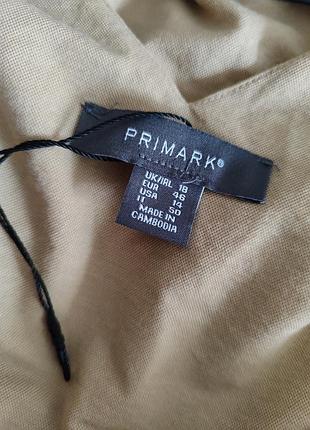 PRIMARK®
UK/IRL 18
EUR 46
USA 14
IT 50
MADE IN
CAMBODIA